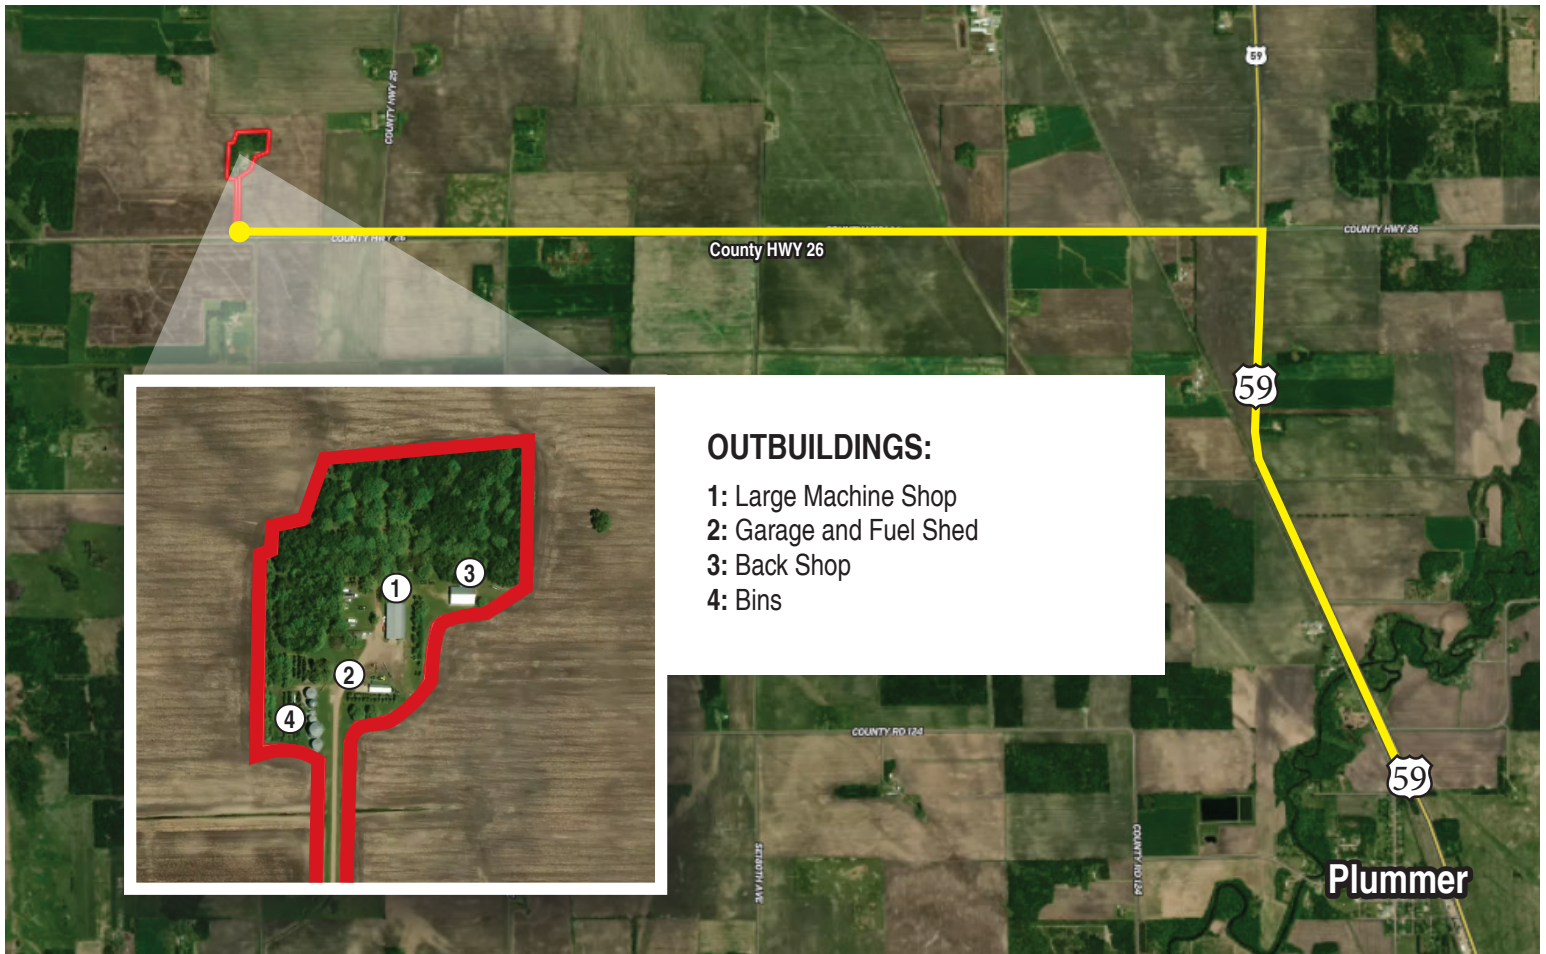 59
COUNTY HWY 25
COUNTY HWY 26
COUNTY HWY 26
County HWY 26
59
OUTBUILDINGS:
1: Large Machine Shop
2: Garage and Fuel Shed
3: Back Shop
4: Bins
1
3
2
4
COUNTY RD 124
59
SE180TH AVE
COUNTY RD 124
Plummer